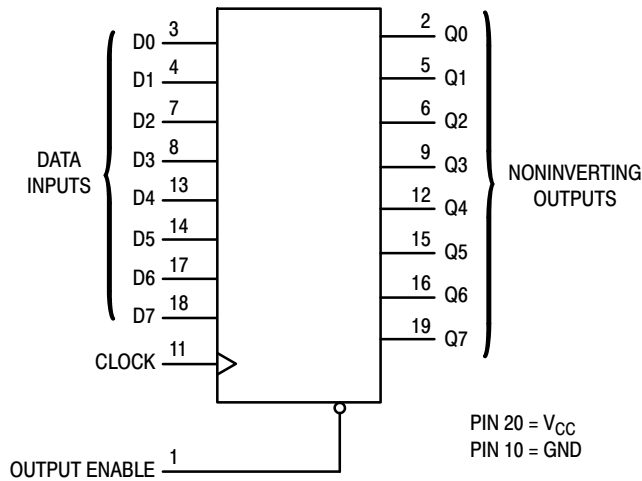 DATA
INPUTS
D0 3
D1 4
D2 7
D3 8
D4 13
D5 14
D6 17
D7 18
CLOCK 11
OUTPUT ENABLE 1
2 Q0
5 Q1
6 Q2
9 Q3
12 Q4
15 Q5
16 Q6
19 Q7
NONINVERTING
OUTPUTS
PIN 20 = VCC
PIN 10 = GND